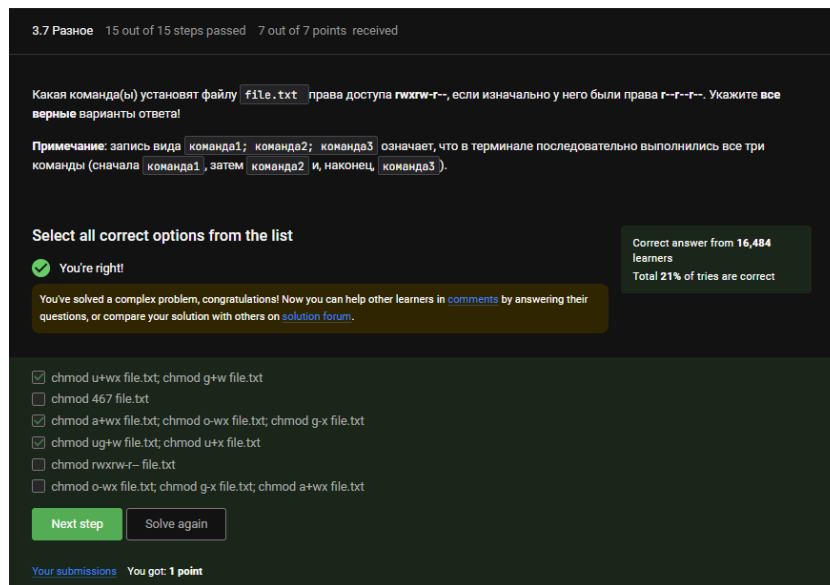 3.7 Разное 15 out of 15 steps passed 7 out of 7 points received
Какая команда(ы) установят файлу file.txt права доступа rwxrw-r--, если изначально у него были права r--r--r--. Укажите все
верные варианты ответа!
Примечание: запись вида команда1; команда2; команда3 означает, что в терминале последовательно выполнились все три
команды (сначала команда1, затем команда2 и, наконец, команда3).
Select all correct options from the list
You're right!
You've solved a complex problem, congratulations! Now you can help other learners in comments by answering their
questions, or compare your solution with others on solution forum.
Correct answer from 16,484
learners
Total 21% of tries are correct
chmod u+wx file.txt; chmod g+w file.txt
chmod 467 file.txt
chmod a+wx file.txt; chmod o-wx file.txt; chmod g-x file.txt
chmod ug+w file.txt; chmod u+x file.txt
chmod rwxrw-r-- file.txt
chmod o-wx file.txt; chmod g-x file.txt; chmod a+wx file.txt
Next step Solve again
Your submissions You got: 1 point